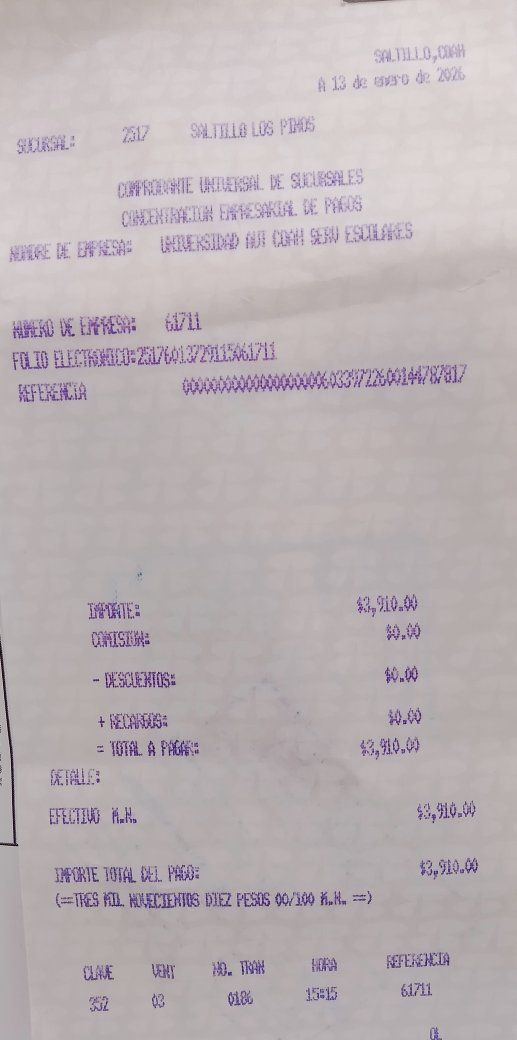 SALTILLO,COAH
A 13 de enero de 2026
SUCURSAL: 2517 SALTILLO LOS PINOS
COMPROBANTE UNIVERSAL DE SUCURSALES
CONCENTRACION EMPRESARIAL DE PAGOS
NOMBRE DE EMPRESA: UNIVERSIDAD AUT COAH SERV ESCOLARES
NUMERO DE EMPRESA: 61711
FOLIO ELECTRONICO:
REFERENCIA
IMPORTE: $3,910.00
COMISION: $0.00
- DESCUENTOS: $0.00
+ RECARGOS: $0.00
= TOTAL A PAGAR: $3,910.00
DETALLE:
EFECTIVO M.N. $3,910.00
IMPORTE TOTAL DEL PAGO: $3,910.00
(==TRES MIL NOVECIENTOS DIEZ PESOS 00/100 M.N. ==)
CLAVE VENT NO. TRAN HORA REFERENCIA
352 03 0186 15:15 61711